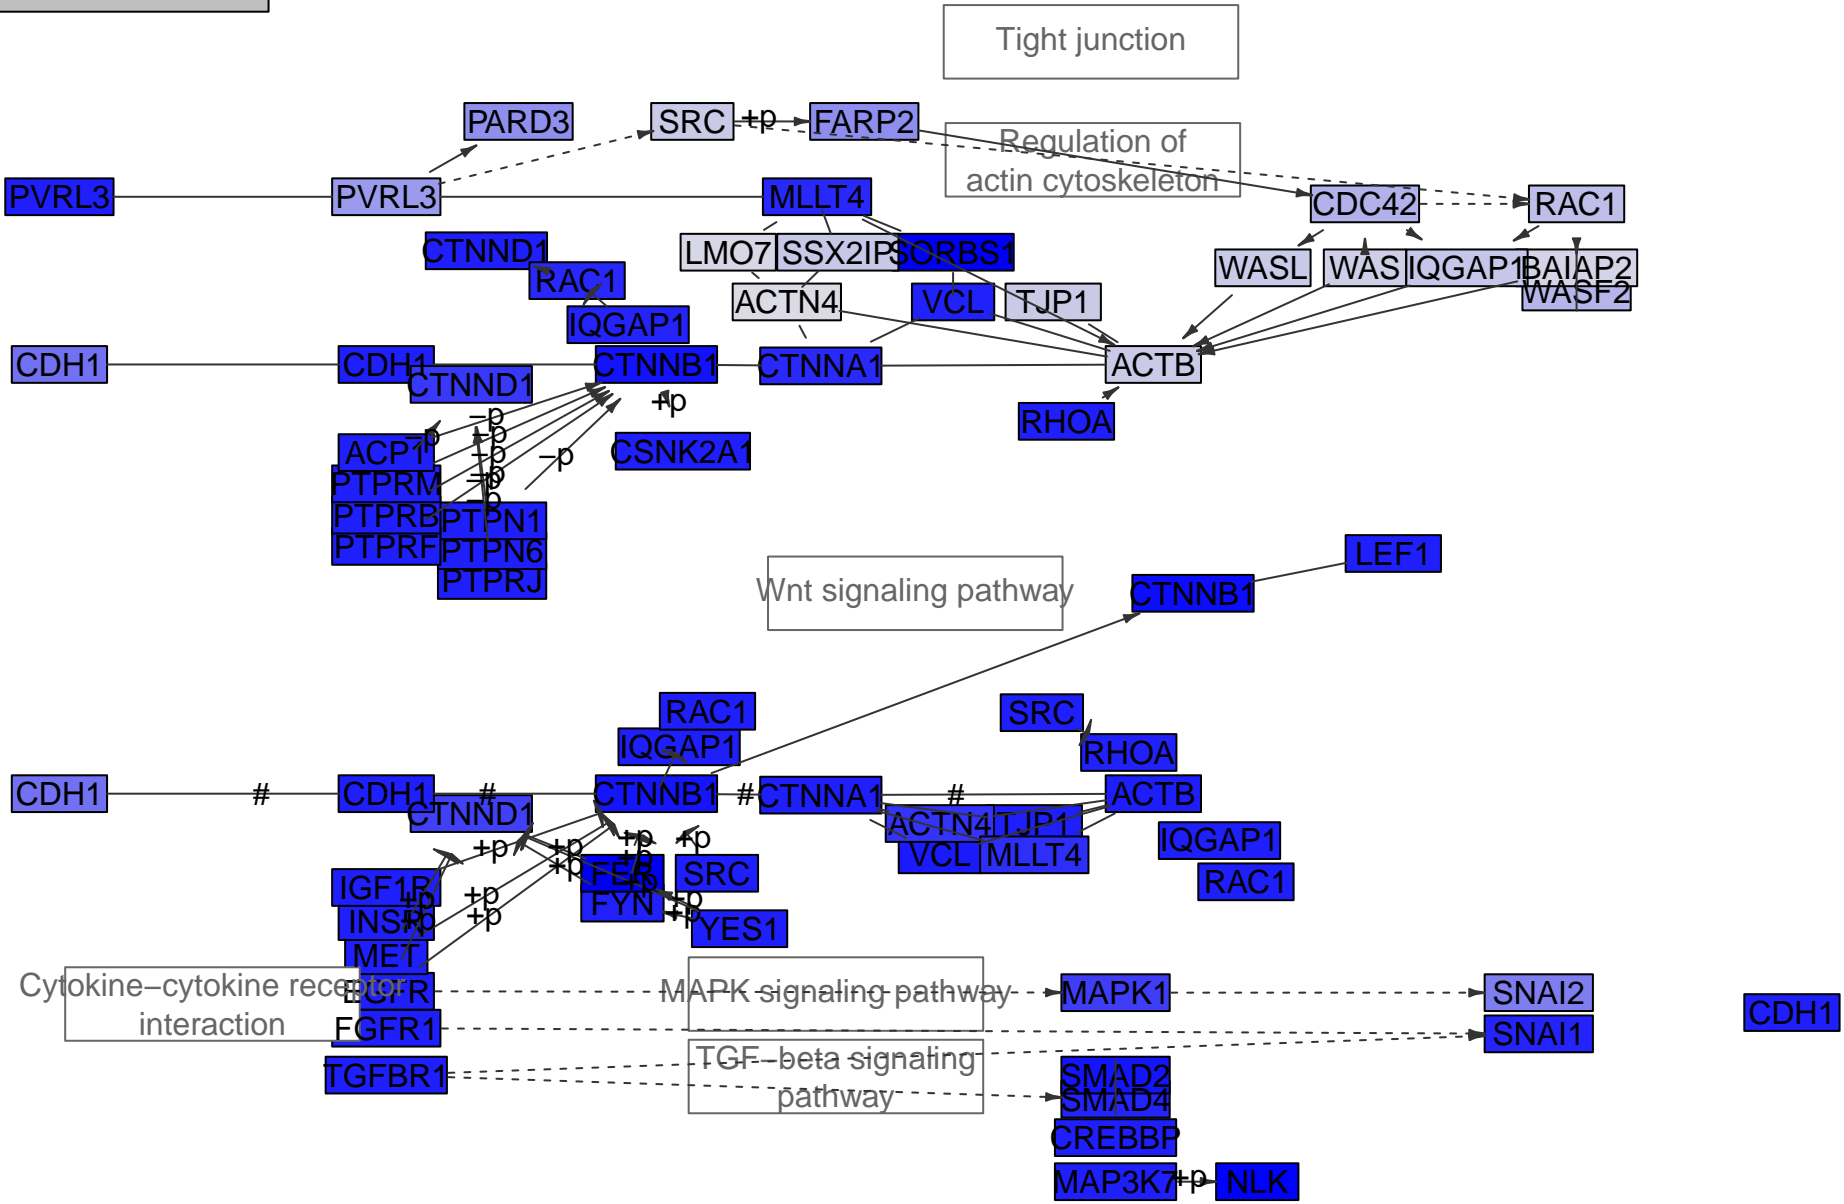 Tight junction
PARD3
SRC
+p
FARP2
Regulation of
actin cytoskeleton
PVRL3
PVRL3
MLLT4
CDC42
RAC1
CTNND1
LMO7
SSX2IP
SORBS1
WASL
WAS
IQGAP1
BAIAP2
RAC1
ACTN4
VCL
TJP1
WASF2
IQGAP1
CDH1
CDH1
CTNNB1
CTNNA1
ACTB
CTNND1
+p
RHOA
–p
–p
–p
–p
–p
ACP1
CSNK2A1
–p
–p
–p
PTPRM
PTPRB
PTPN1
PTPRF
PTPN6
PTPRJ
LEF1
Wnt signaling pathway
CTNNB1
RAC1
SRC
IQGAP1
RHOA
CDH1
#
CDH1
#
CTNNB1
#
CTNNA1
#
ACTB
CTNND1
ACTN4
TJP1
+p
+p
+p
+p
IQGAP1
+p
+p
VCL
MLLT4
FER
SRC
IGF1R
+p
RAC1
+p
+p
FYN
+p
INSR
+p
+p
+p
YES1
MET
Cytokine–cytokine receptor
interaction
EGFR
MAPK signaling pathway
MAPK1
SNAI2
CDH1
FGFR1
SNAI1
TGF–beta signaling
pathway
TGFBR1
SMAD2
SMAD4
CREBBP
MAP3K7
+p
NLK